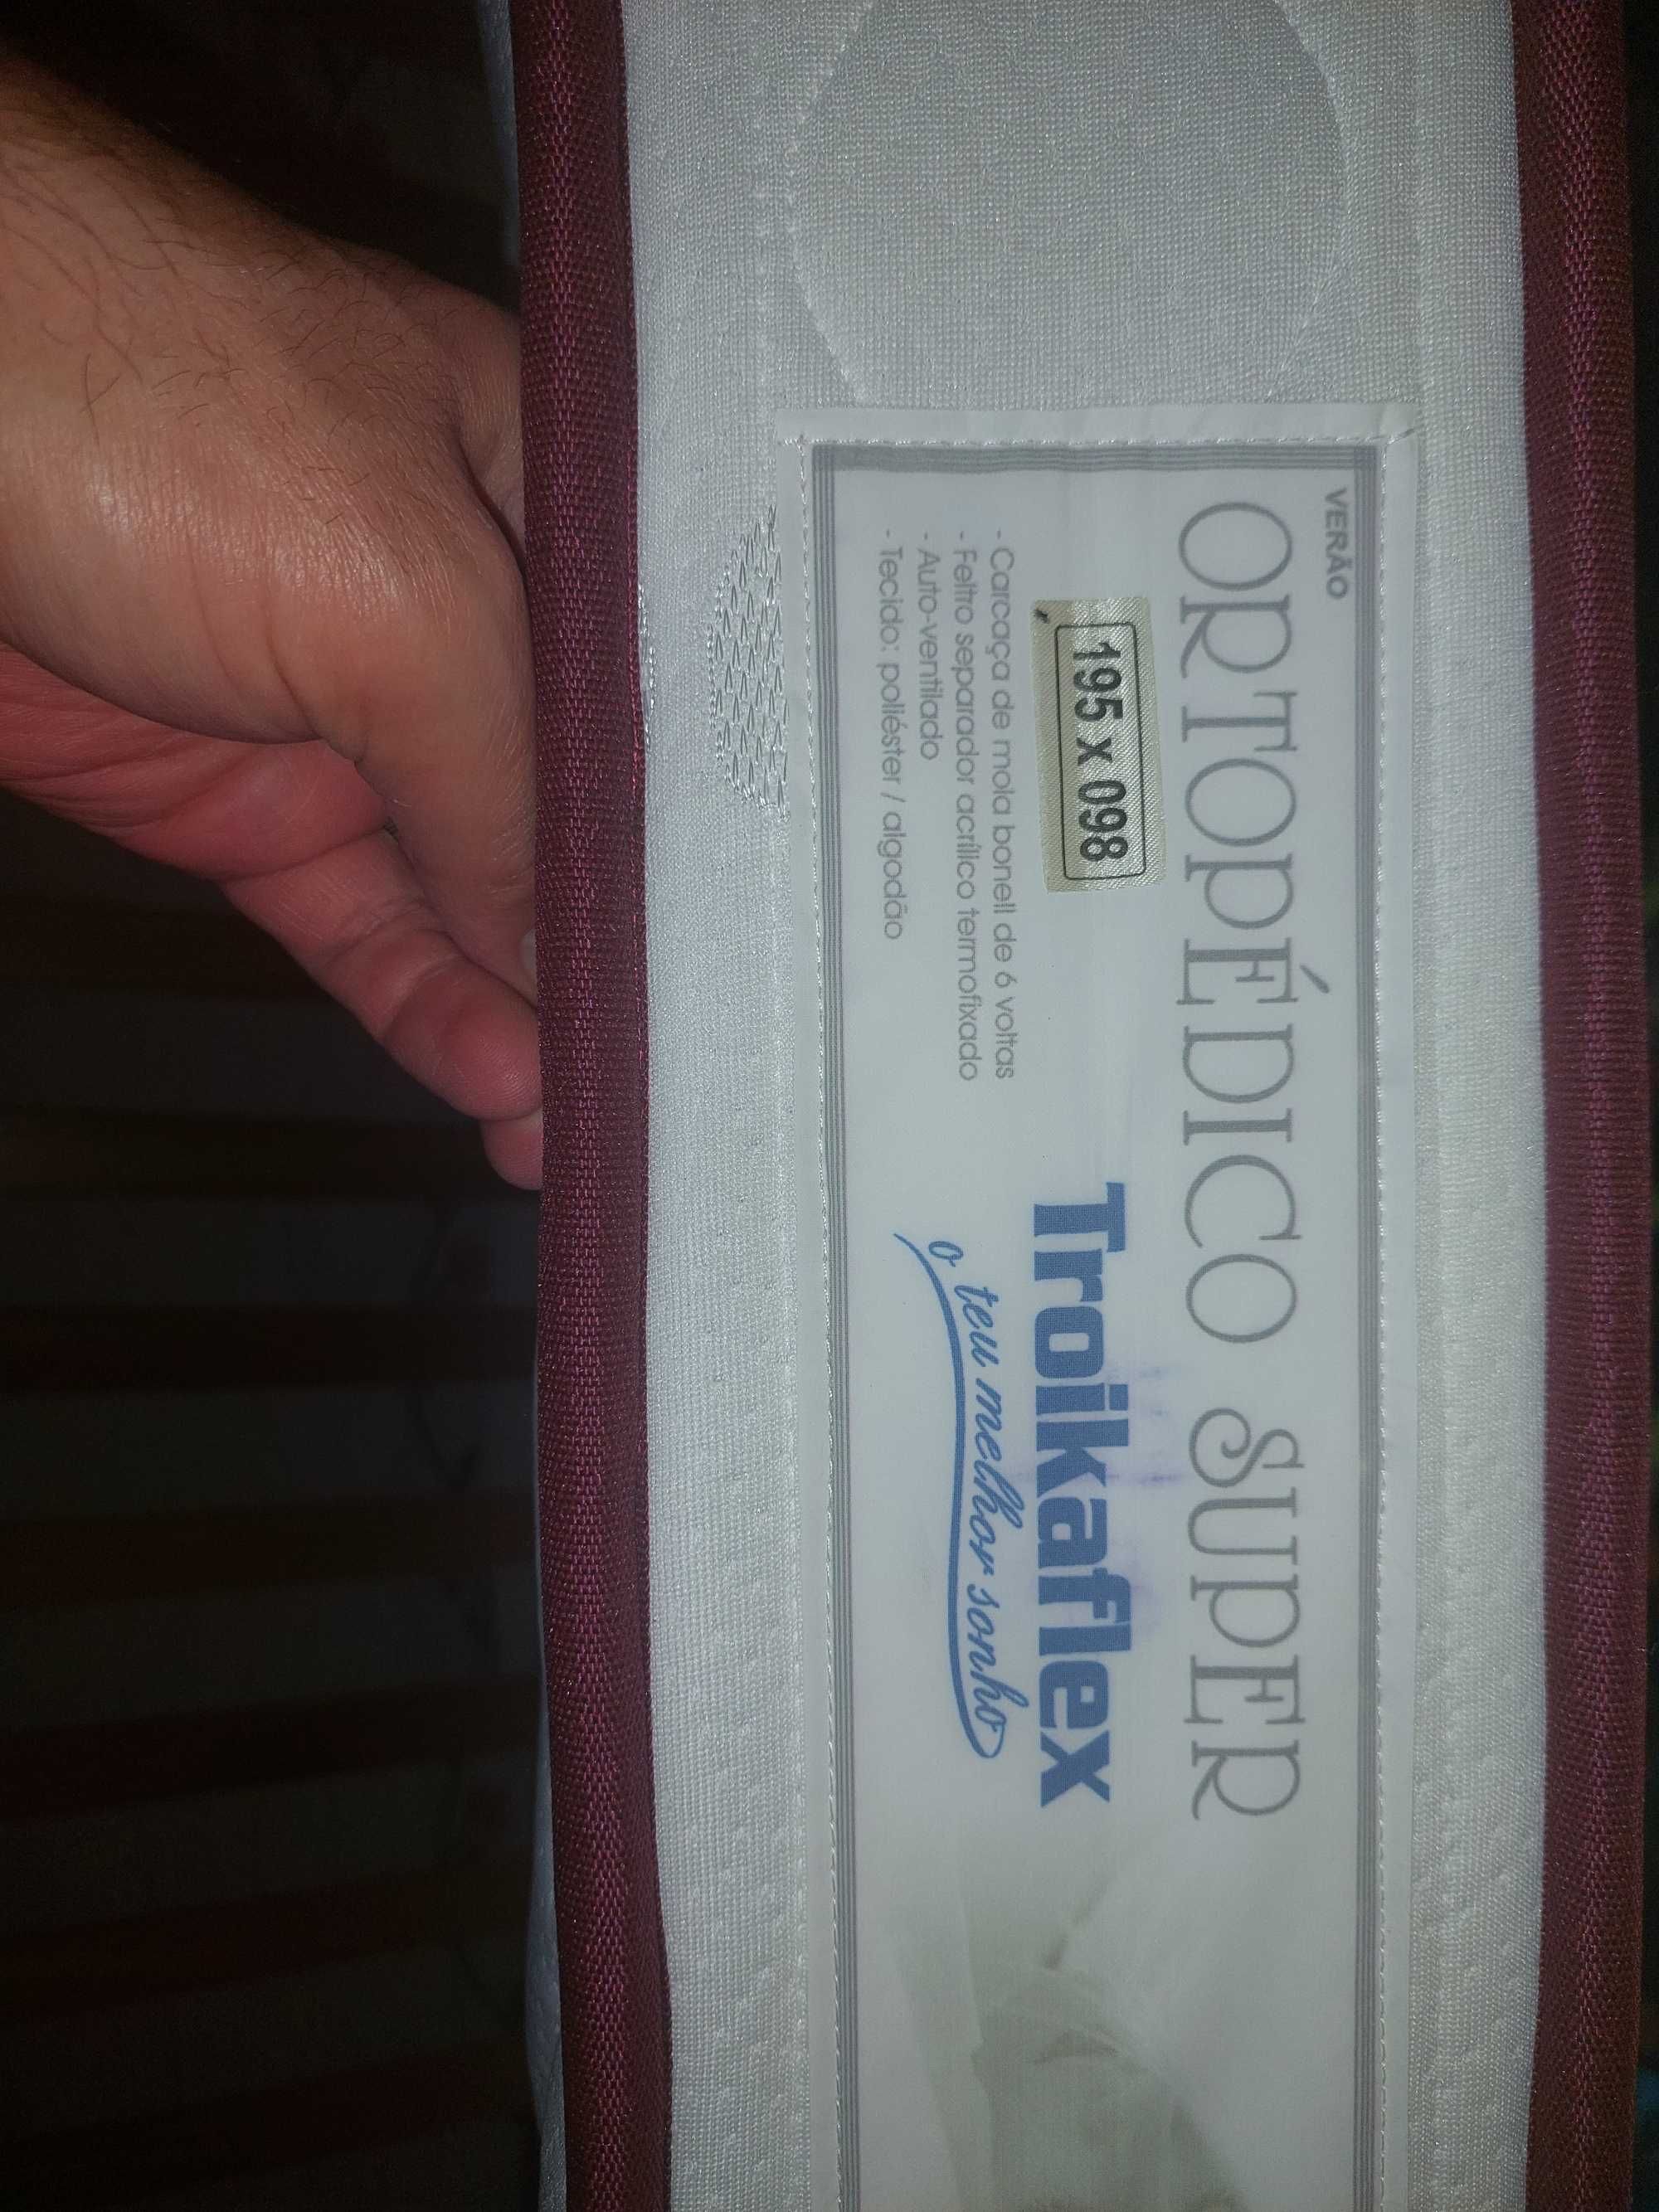 VERÃO
ORTOPÉDICO SUPER
195 x 098
Troikaflex
o teu melhor sonho
- Carcaça de mola bonell de 6 voltas
- Feltro separador acrílico termofixado
- Auto-ventilado
- Tecido: poliéster / algodão